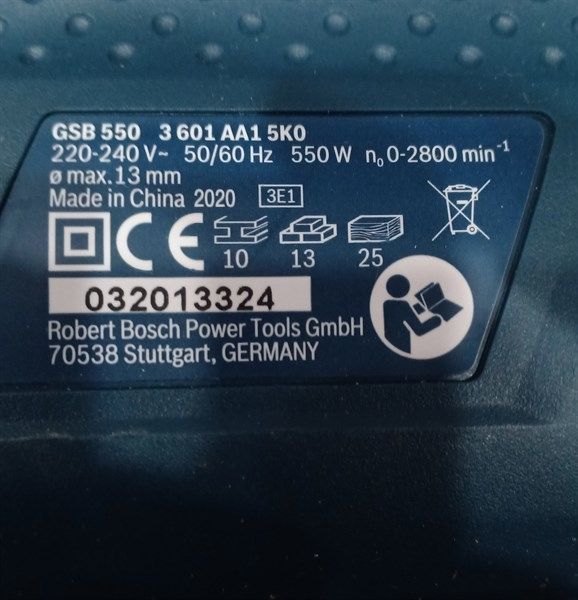 GSB 550 3 601 AA1 5K0
220-240 V~ 50/60 Hz 550 W n₀ 0-2800 min⁻¹
ø max. 13 mm
Made in China 2020 3E1
CE 10 13 25
032013324
Robert Bosch Power Tools GmbH
70538 Stuttgart, GERMANY